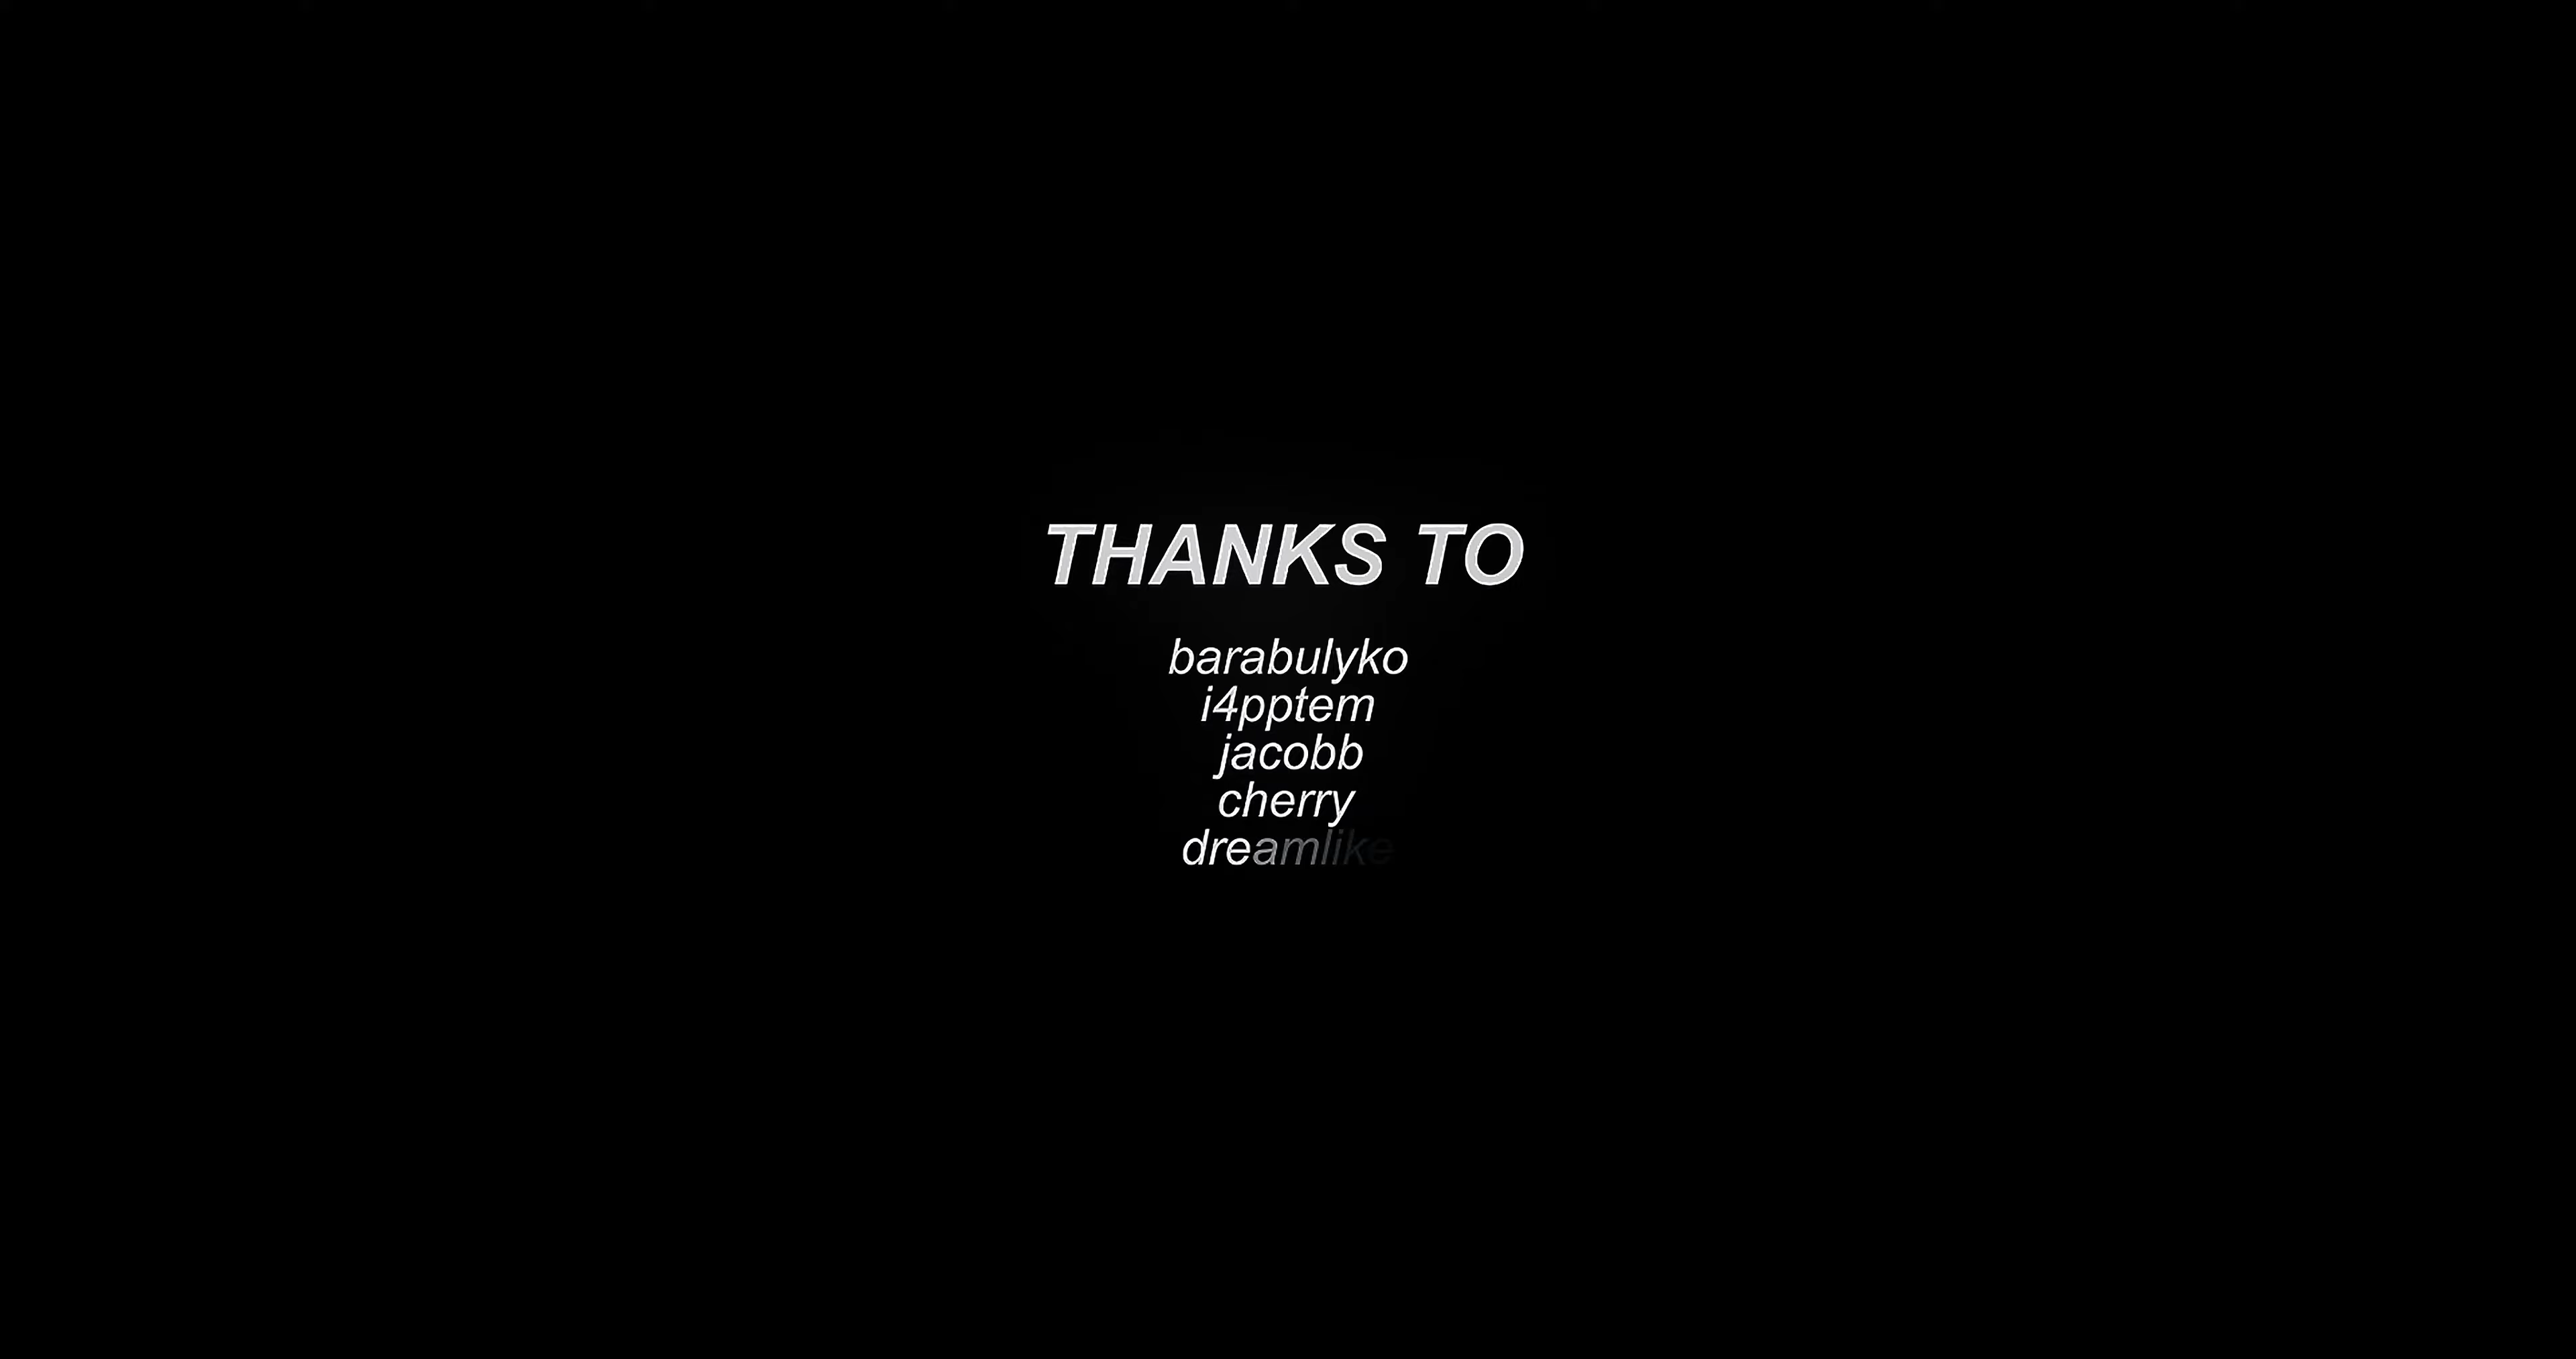 THANKS TO
barabulyko
i4pptem
jacobb
cherry
dreamlike